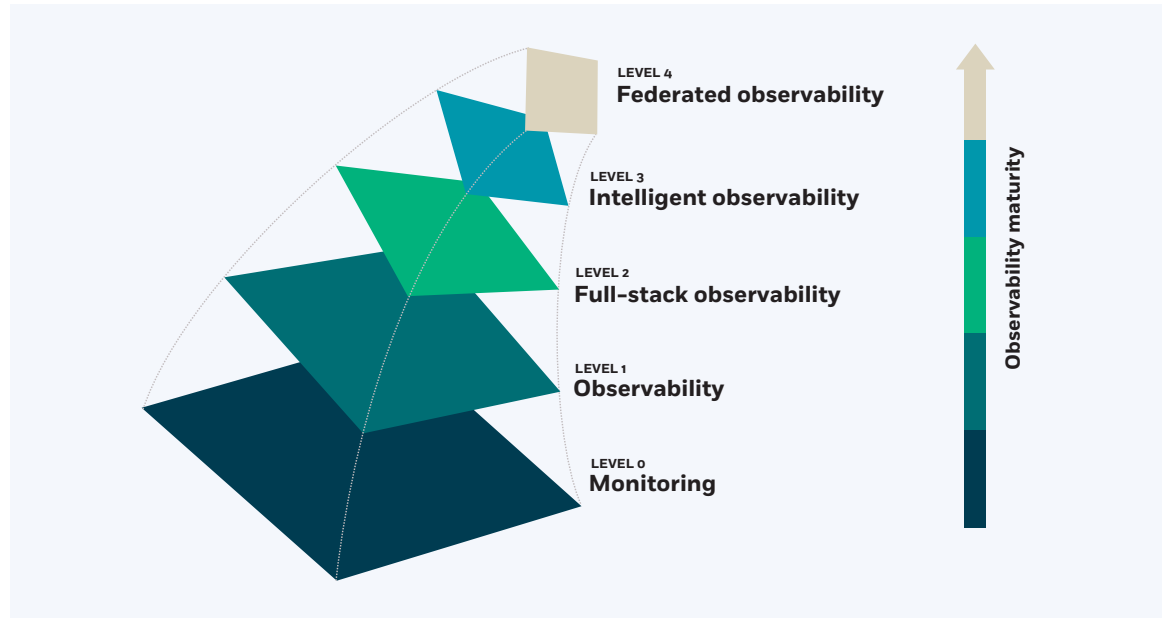 LEVEL 4
Federated observability
LEVEL 3
Intelligent observability
LEVEL 2
Full-stack observability
LEVEL 1
Observability
LEVEL 0
Monitoring
Observability maturity